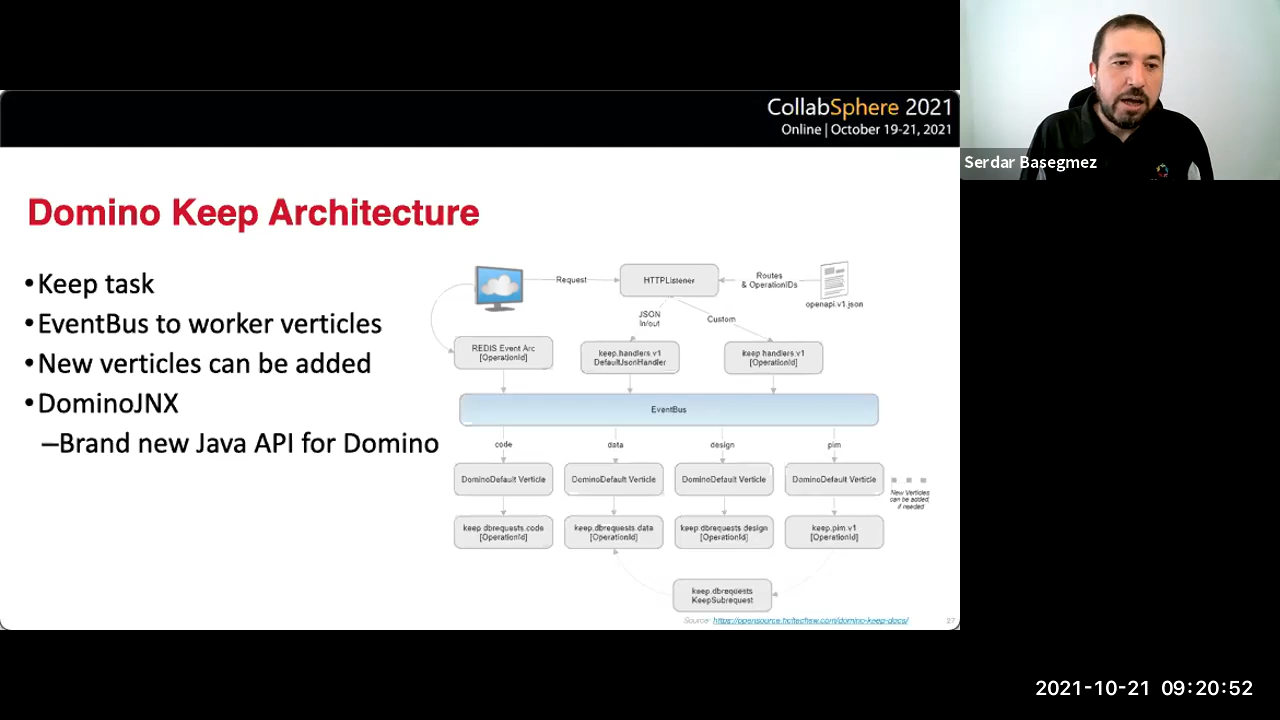 CollabSphere 2021
Online | October 19-21, 2021
Serdar Basegmez
Domino Keep Architecture
•Keep task
•EventBus to worker verticles
•New verticles can be added
•DominoJNX
–Brand new Java API for Domino
Request
HTTPListener
Routes
& OperationIDs
openapi.v1.json
JSON
In/out
Custom
REDIS Event Arc
[OperationId]
keep.handlers.v1
DefaultJsonHandler
keep.handlers.v1
[OperationId]
EventBus
code
data
design
pim
DominoDefault Verticle
DominoDefault Verticle
DominoDefault Verticle
DominoDefault Verticle
New Verticles
can be added,
if needed
keep.dbrequests.code
[OperationId]
keep.dbrequests.data
[OperationId]
keep.dbrequests.design
[OperationId]
keep.pim.v1
[OperationId]
keep.dbrequests
KeepSubrequest
Source:
27
2021-10-21 09:20:52